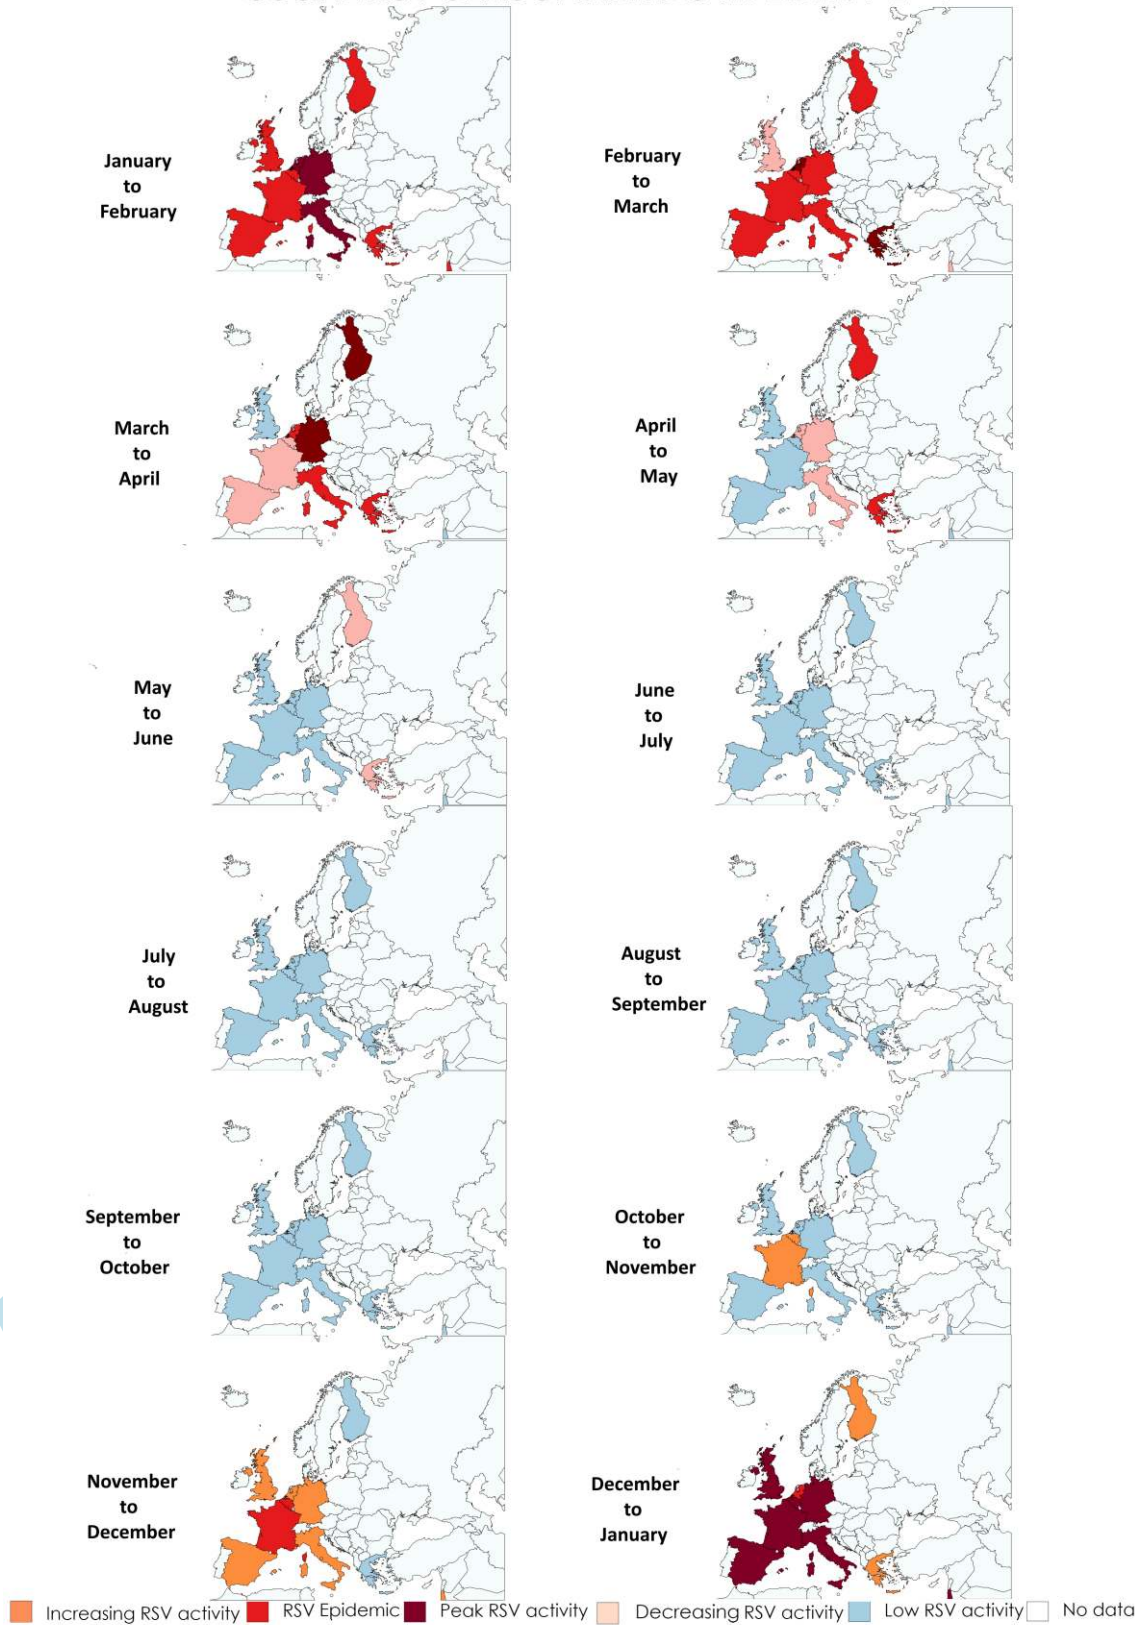 January
to
February
February
to
March
March
to
April
April
to
May
May
to
June
June
to
July
July
to
August
August
to
September
September
to
October
October
to
November
November
to
December
December
to
January
Increasing RSV activity RSV Epidemic Peak RSV activity Decreasing RSV activity Low RSV activity No data